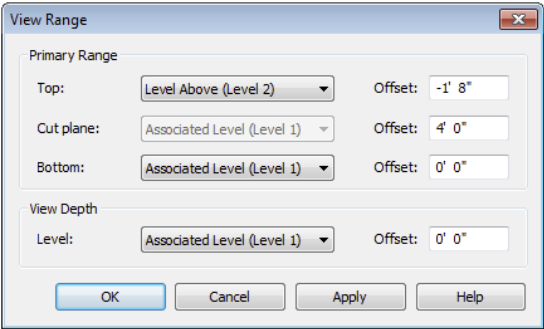 View Range
Primary Range
Top: Level Above (Level 2) Offset: -1' 8"
Cut plane: Associated Level (Level 1) Offset: 4' 0"
Bottom: Associated Level (Level 1) Offset: 0' 0"
View Depth
Level: Associated Level (Level 1) Offset: 0' 0"
OK Cancel Apply Help